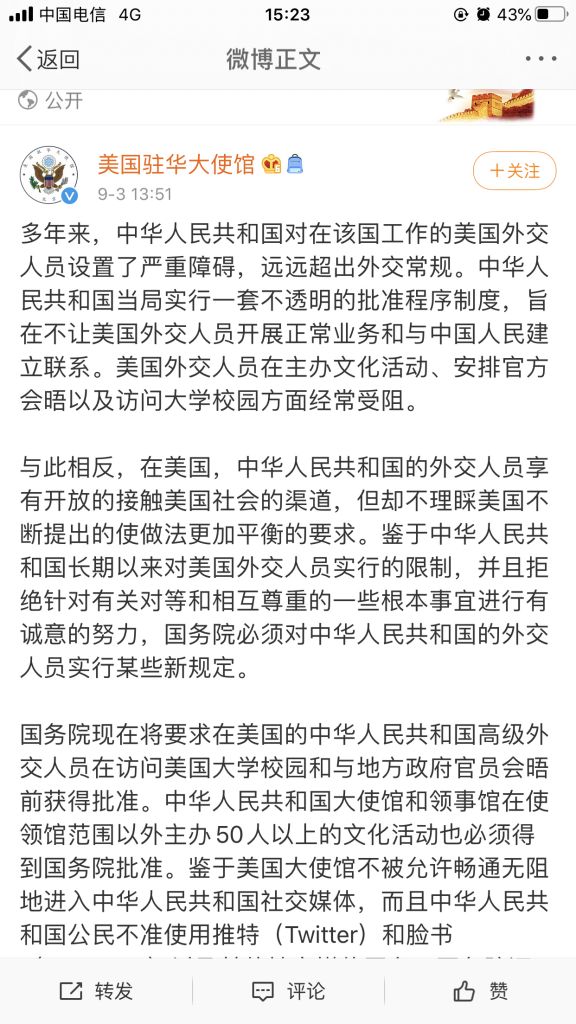 中国电信 4G 15:23 43%
返回 微博正文
公开
美国驻华大使馆
+关注
9-3 13:51
多年来，中华人民共和国对在该国工作的美国外交
人员设置了严重障碍，远远超出外交常规。中华人
民共和国当局实行一套不透明的批准程序制度，旨
在不让美国外交人员开展正常业务和与中国人民建
立联系。美国外交人员在主办文化活动、安排官方
会晤以及访问大学校园方面经常受阻。
与此相反，在美国，中华人民共和国的外交人员享
有开放的接触美国社会的渠道，但却不理睬美国不
断提出的使做法更加平衡的要求。鉴于中华人民共
和国长期以来对美国外交人员实行的限制，并且拒
绝针对有关对等和相互尊重的一些根本事宜进行有
诚意的努力，国务院必须对中华人民共和国的外交
人员实行某些新规定。
国务院现在将要求在美国的中华人民共和国高级外
交人员在访问美国大学校园和与地方政府官员会晤
前获得批准。中华人民共和国大使馆和领事馆在使
领馆范围以外主办50人以上的文化活动也必须得
到国务院批准。鉴于美国大使馆不被允许畅通无阻
地进入中华人民共和国社交媒体，而且中华人民共
和国公民不准使用推特（Twitter）和脸书
转发 评论 赞